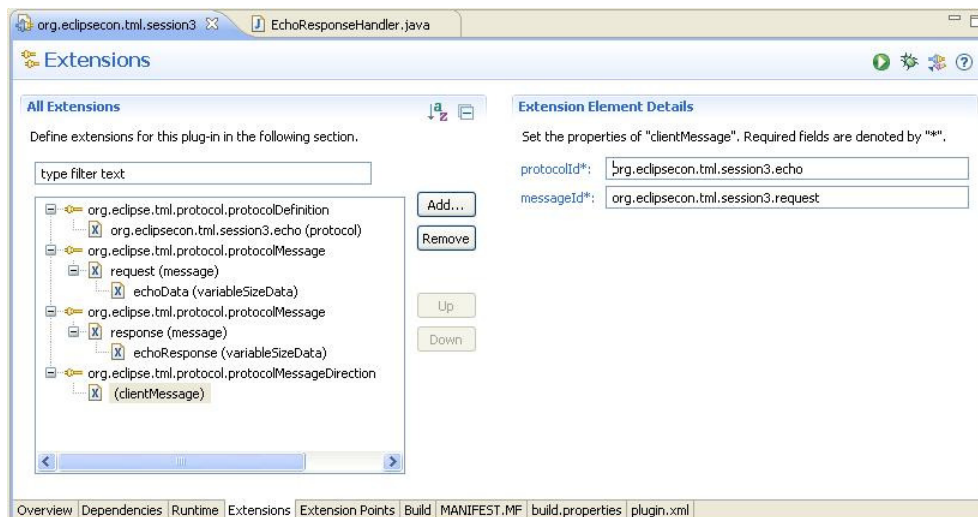 org.eclipsecon.tml.session3
EchoResponseHandler.java
Extensions
All Extensions
Define extensions for this plug-in in the following section.
type filter text
org.eclipse.tml.protocol.protocolDefinition
org.eclipsecon.tml.session3.echo (protocol)
org.eclipse.tml.protocol.protocolMessage
request (message)
echoData (variableSizeData)
org.eclipse.tml.protocol.protocolMessage
response (message)
echoResponse (variableSizeData)
org.eclipse.tml.protocol.protocolMessageDirection
(clientMessage)
Add...
Remove
Up
Down
Extension Element Details
Set the properties of "clientMessage". Required fields are denoted by "*".
protocolId*: org.eclipsecon.tml.session3.echo
messageId*: org.eclipsecon.tml.session3.request
Overview Dependencies Runtime Extensions Extension Points Build MANIFEST.MF build.properties plugin.xml